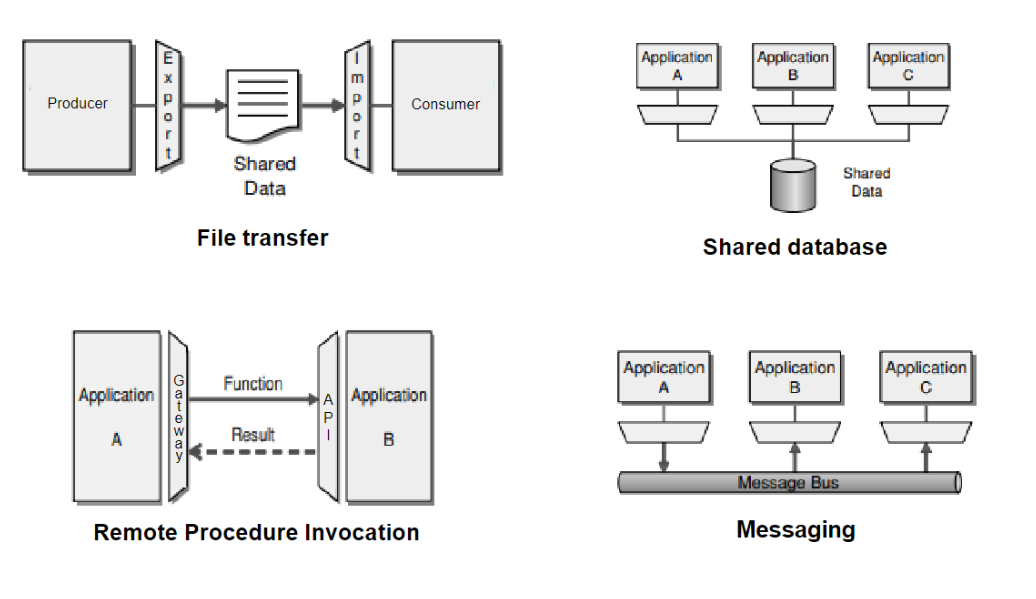 Producer
Export
Shared
Data
Import
Consumer
File transfer
Application
A
Application
B
Application
C
Shared
Data
Shared database
Application
A
Gateway
Function
Result
API
Application
B
Remote Procedure Invocation
Application
A
Application
B
Application
C
Message Bus
Messaging